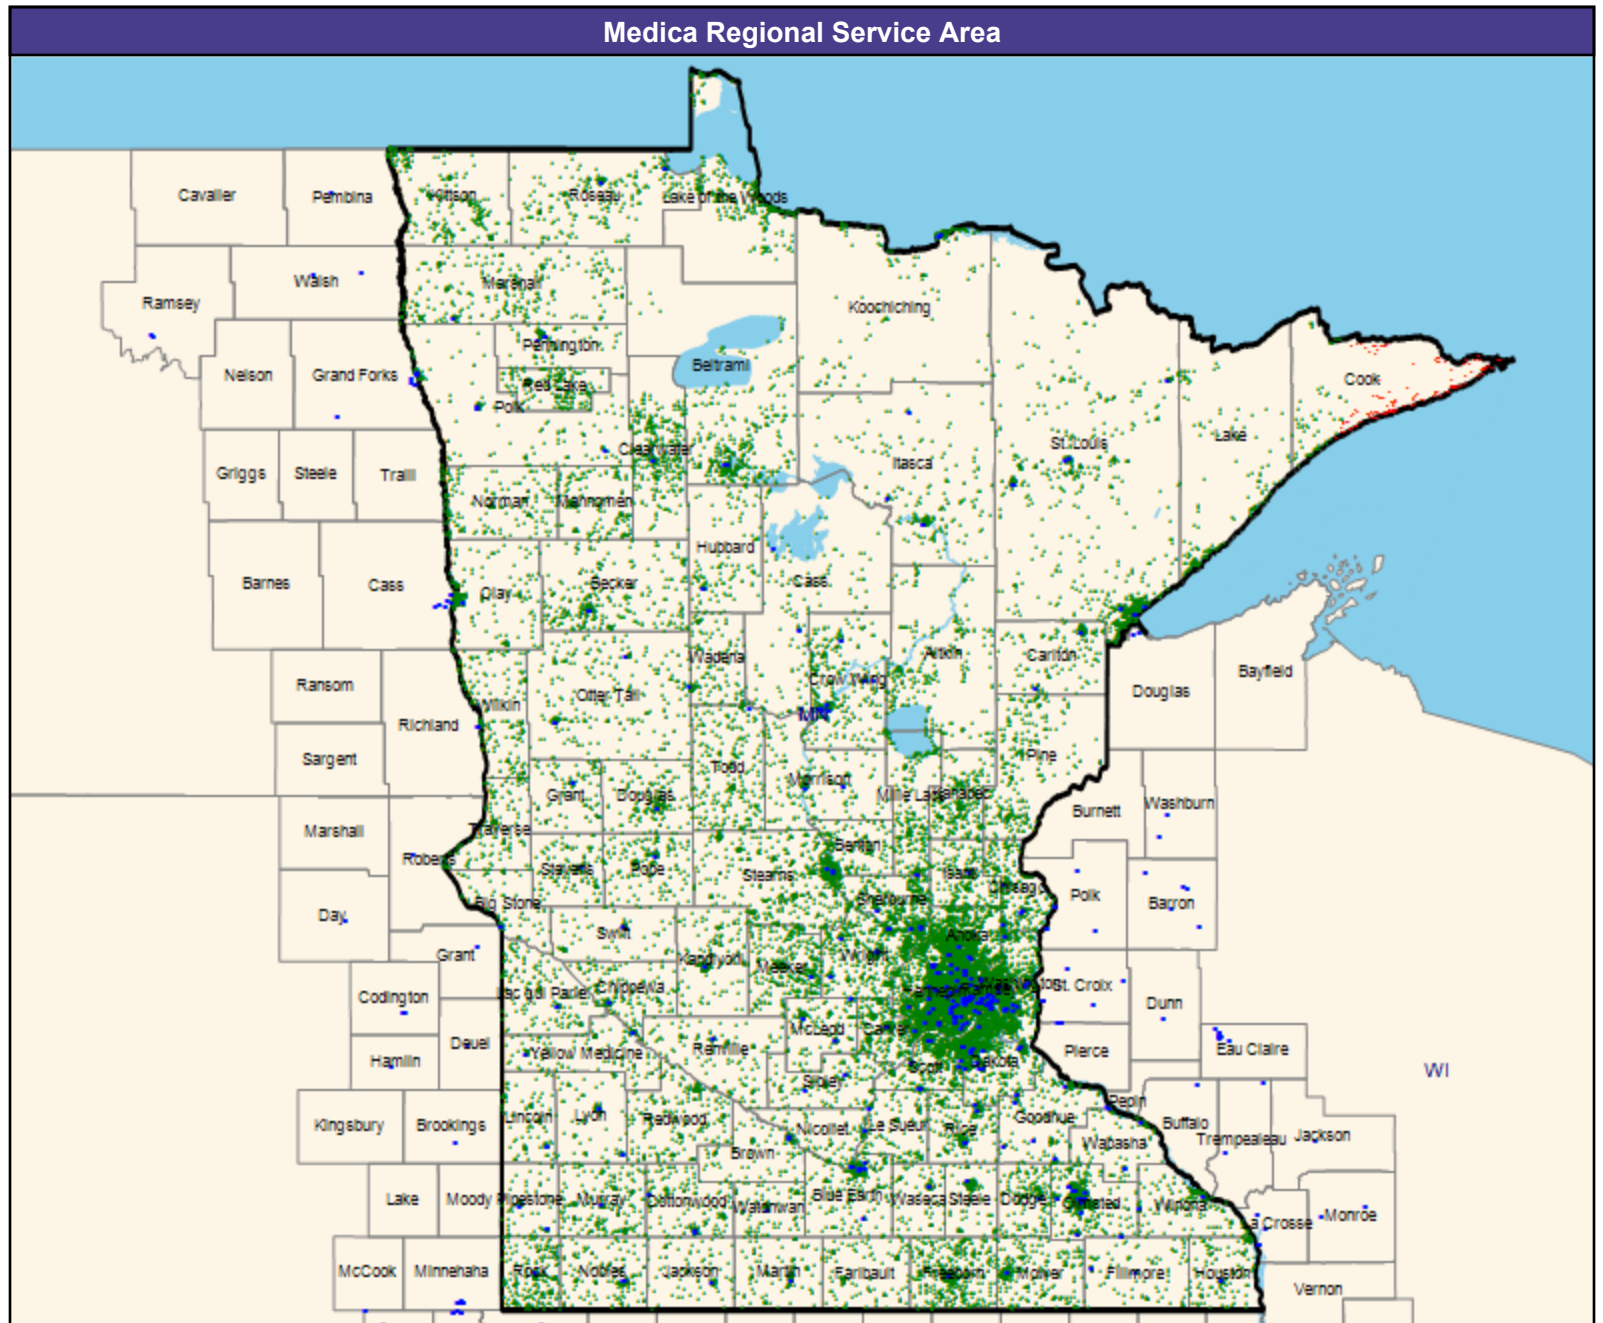 Medica Regional Service Area
Cavalier
Pembina
Kittson
Roseau
Lake of the Woods
Walsh
Ramsey
Marshall
Koochiching
Pennington
Nelson
Grand Forks
Red Lake
Beltrami
Cook
Polk
Clearwater
Lake
St. Louis
Itasca
Griggs
Steele
Traill
Norman
Mahnomen
Hubbard
Barnes
Cass
Clay
Becker
Cass
Wadena
Aitkin
Carlton
Crow Wing
Ransom
Otter Tail
Wilkin
Douglas
Bayfield
Richland
MN
Sargent
Todd
Pine
Morrison
Grant
Douglas
Mille Lacs
Kanabec
Burnett
Washburn
Marshall
Traverse
Roberts
Benton
Stevens
Pope
Stearns
Isanti
Chisago
Polk
Barron
Big Stone
Sherburne
Day
Swift
Anoka
Grant
Kandiyohi
Meeker
Wright
Hennepin
Ramsey
Washington
St. Croix
Codington
Lac qui Parle
Chippewa
Dunn
McLeod
Carver
Deuel
Yellow Medicine
Renville
Dakota
Pierce
Eau Claire
Hamlin
Scott
WI
Sibley
Kingsbury
Brookings
Lincoln
Lyon
Redwood
Nicollet
Le Sueur
Rice
Goodhue
Pepin
Buffalo
Trempealeau
Jackson
Wabasha
Brown
Lake
Moody
Pipestone
Murray
Cottonwood
Watonwan
Blue Earth
Waseca
Steele
Dodge
Olmsted
Winona
La Crosse
Monroe
McCook
Minnehaha
Rock
Nobles
Jackson
Martin
Faribault
Freeborn
Mower
Fillmore
Houston
Vernon